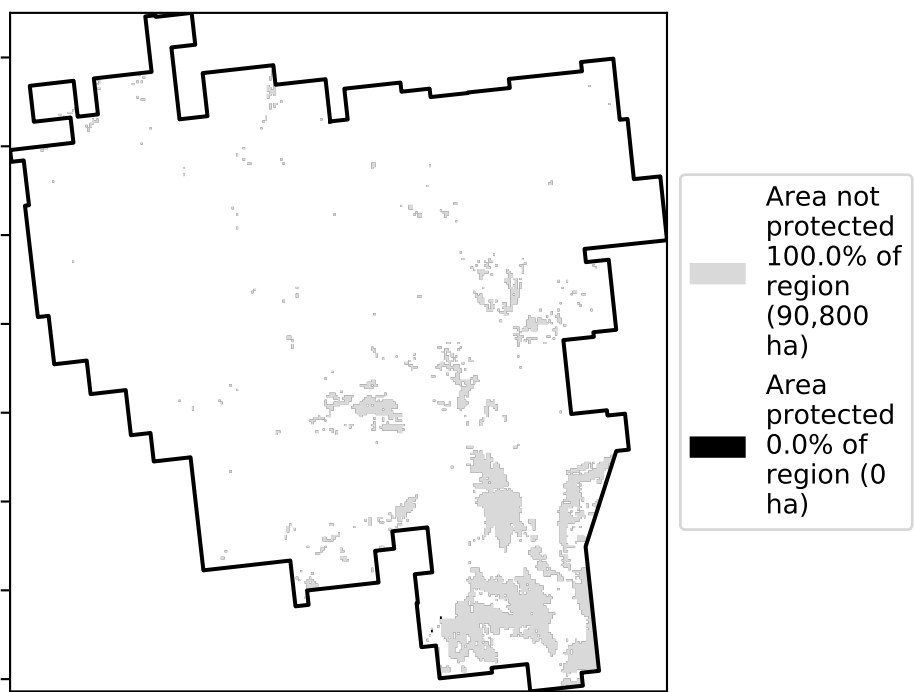 Area not
protected
100.0% of
region
(90,800
ha)
Area
protected
0.0% of
region (0
ha)